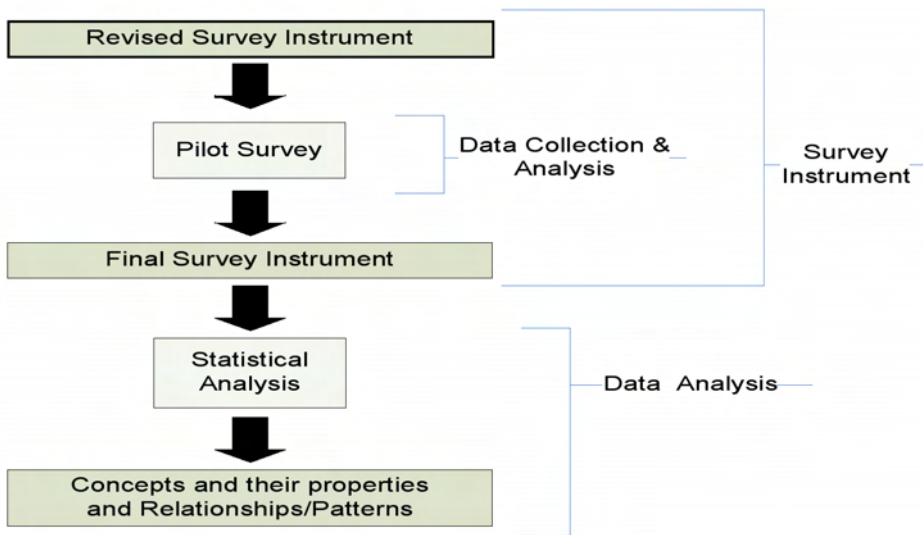 Revised Survey Instrument
Pilot Survey
Data Collection &
Analysis
Survey
Instrument
Final Survey Instrument
Statistical
Analysis
Data Analysis
Concepts and their properties
and Relationships/Patterns